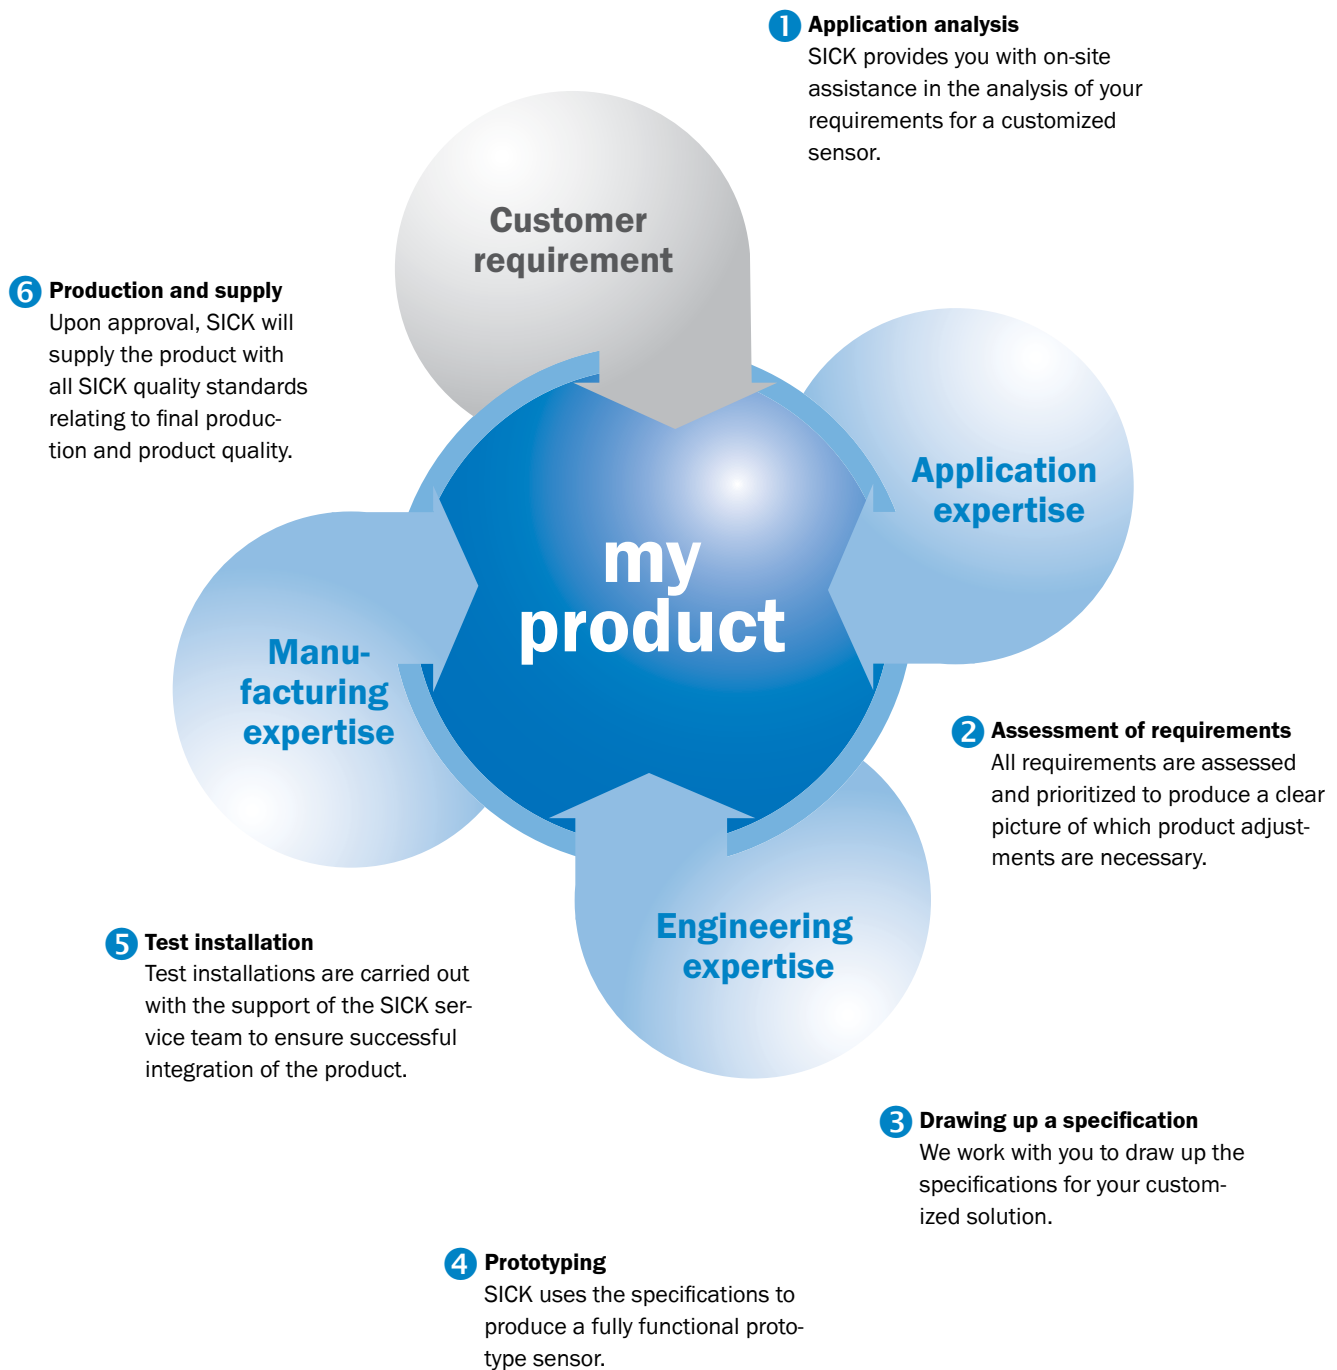 1 Application analysis
SICK provides you with on-site
assistance in the analysis of your
requirements for a customized
sensor.
Customer
requirement
6 Production and supply
Upon approval, SICK will
supply the product with
all SICK quality standards
relating to final produc-
tion and product quality.
Application
expertise
my
product
Manu-
facturing
expertise
2 Assessment of requirements
All requirements are assessed
and prioritized to produce a clear
picture of which product adjust-
ments are necessary.
Engineering
expertise
5 Test installation
Test installations are carried out
with the support of the SICK ser-
vice team to ensure successful
integration of the product.
3 Drawing up a specification
We work with you to draw up the
specifications for your custom-
ized solution.
4 Prototyping
SICK uses the specifications to
produce a fully functional proto-
type sensor.